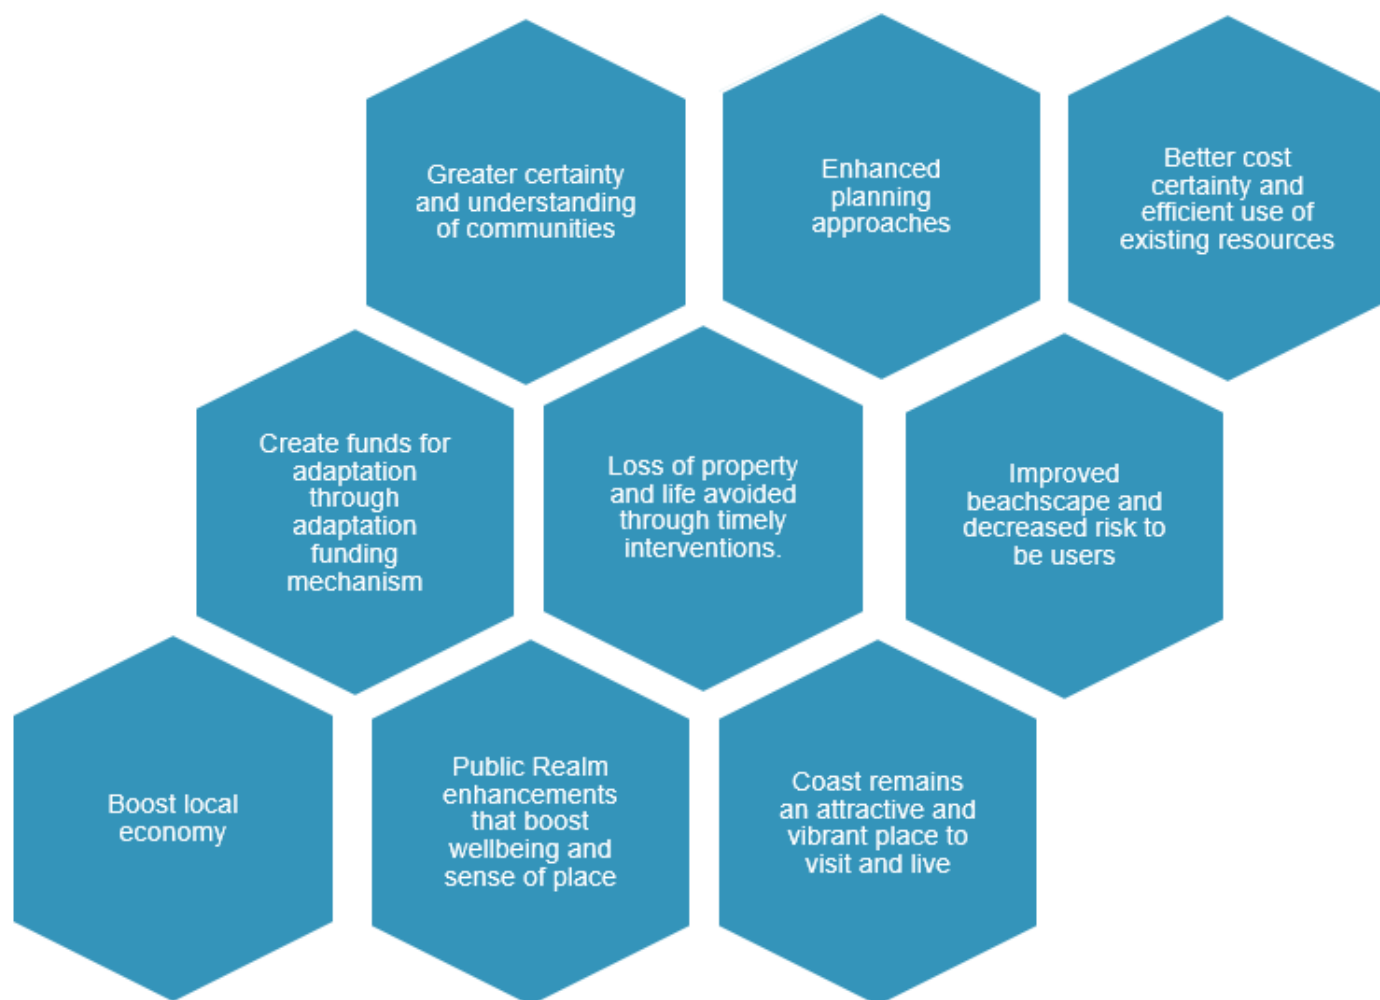 Greater certainty
and understanding
of communities
Enhanced
planning
approaches
Better cost
certainty and
efficient use of
existing resources
Create funds for
adaptation
through
adaptation
funding
mechanism
Loss of property
and life avoided
through timely
interventions.
Improved
beachscape and
decreased risk to
be users
Boost local
economy
Public Realm
enhancements
that boost
wellbeing and
sense of place
Coast remains
an attractive and
vibrant place to
visit and live